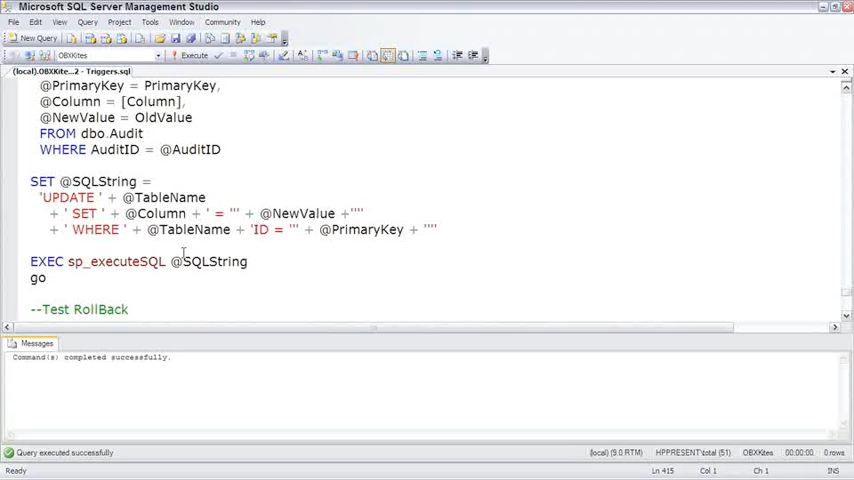 Microsoft SQL Server Management Studio
File Edit View Query Project Tools Window Community Help
New Query
OBXKites Execute
(local).OBXKite...2 - Triggers.sql
@PrimaryKey = PrimaryKey,
@Column = [Column],
@NewValue = OldValue
FROM dbo.Audit
WHERE AuditID = @AuditID
SET @SQLString =
'UPDATE ' + @TableName
+ ' SET ' + @Column + ' = ''' + @NewValue +''''
+ ' WHERE ' + @TableName + 'ID = ''' + @PrimaryKey + ''''
EXEC sp_executeSQL @SQLString
go
--Test RollBack
Messages
Command(s) completed successfully.
Query executed successfully (local) (9.0 RTM) HPPRESENT\total (51) OBXKites 00:00:00 0 rows
Ready Ln 415 Col 1 Ch 1 INS